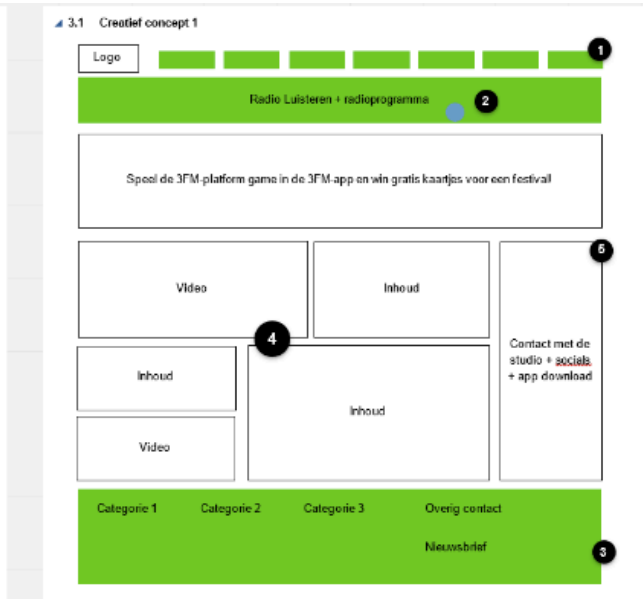 3.1 Creatief concept 1
Logo
1
Radio Luisteren + radioprogramma
2
Speel de 3FM-platform game in de 3FM-app en win gratis kaartjes voor een festival!
5
Video
Inhoud
4
Contact met de
studio + socials
+ app download
Inhoud
Inhoud
Video
Categorie 1
Categorie 2
Categorie 3
Overig contact
Nieuwsbrief
3